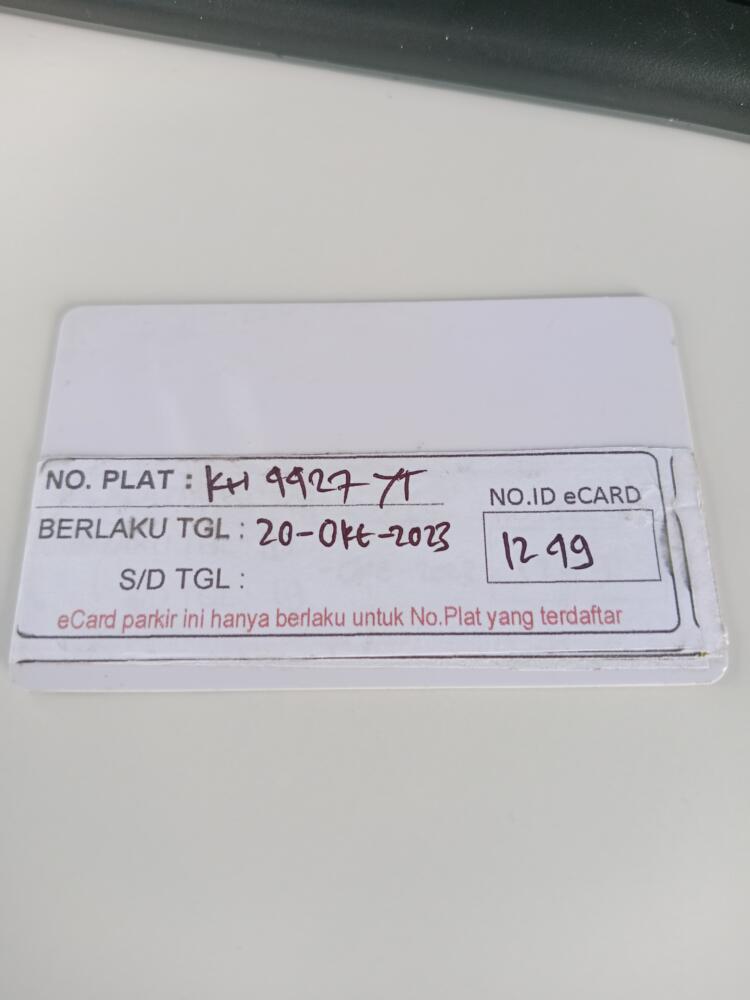 NO. PLAT : KH 9927 YT
NO.ID eCARD
BERLAKU TGL : 20-Okt-2023
1249
S/D TGL :
eCard parkir ini hanya berlaku untuk No.Plat yang terdaftar